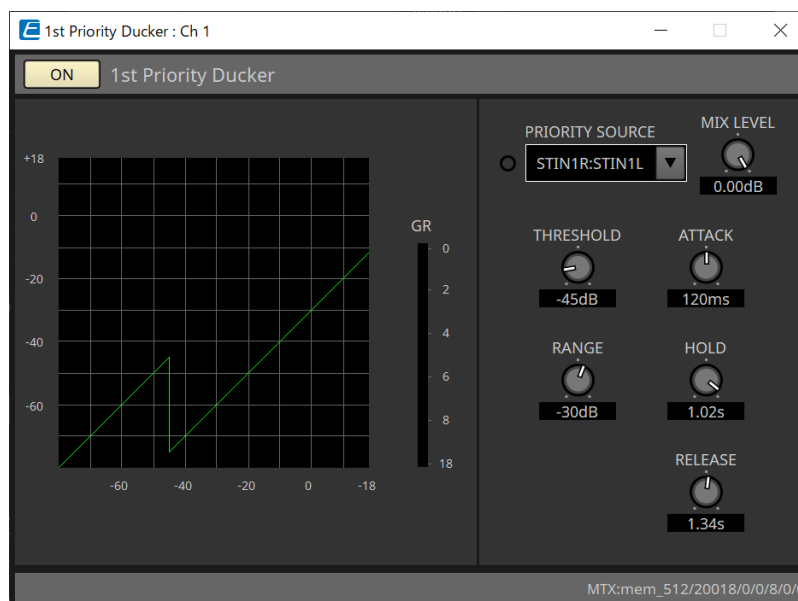 1st Priority Ducker : Ch 1
ON 1st Priority Ducker
PRIORITY SOURCE
MIX LEVEL
STIN1R:STIN1L
0.00dB
THRESHOLD
ATTACK
-45dB
120ms
RANGE
HOLD
-30dB
1.02s
RELEASE
1.34s
+18
0
-20
-40
-60
-60 -40 -20 0 -18
GR
0
2
4
6
8
18
MTX:mem_512/20018/0/0/8/0/